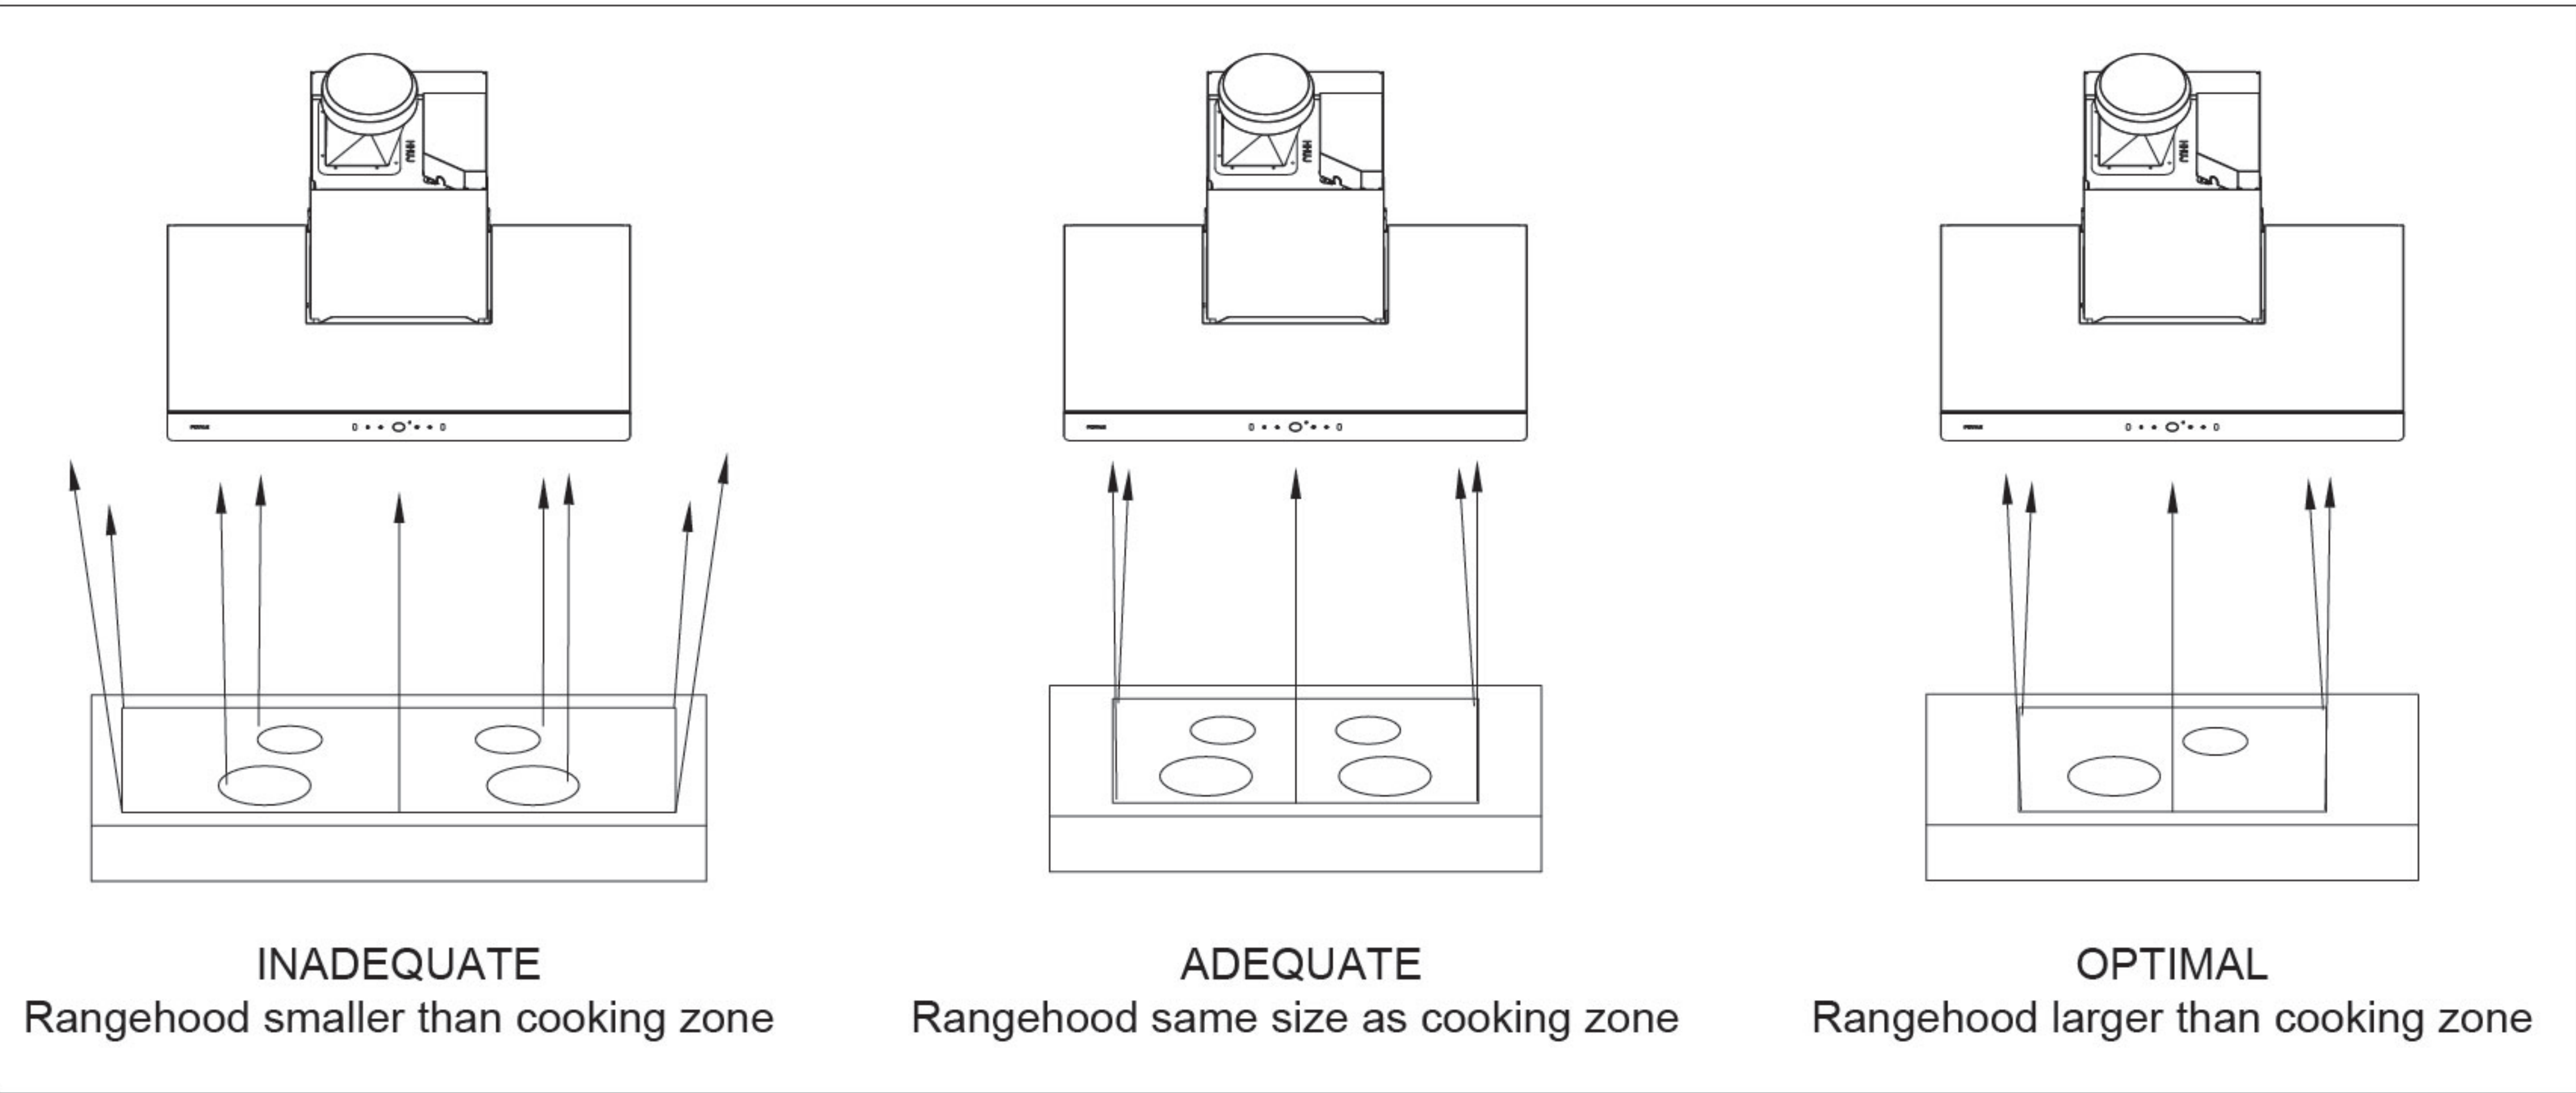 INADEQUATE
Rangehood smaller than cooking zone
ADEQUATE
Rangehood same size as cooking zone
OPTIMAL
Rangehood larger than cooking zone